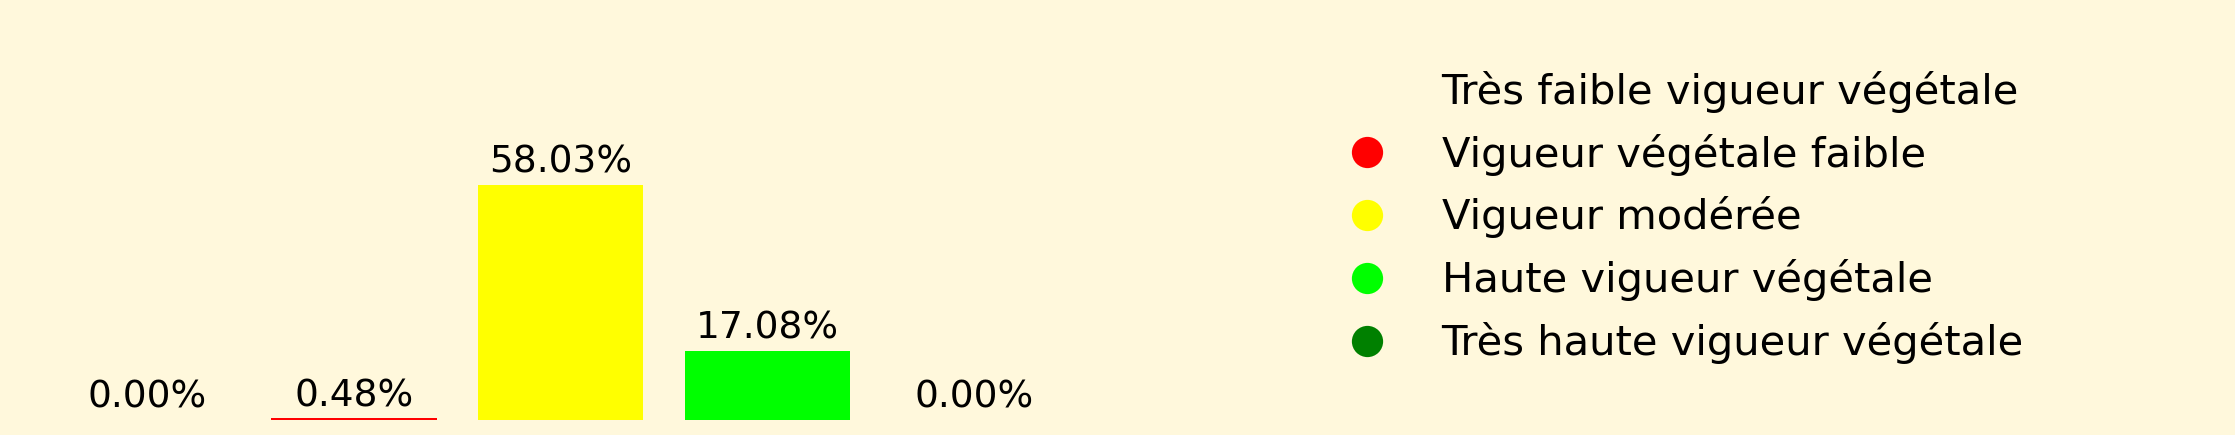 58.03%
17.08%
0.00%
0.48%
0.00%
Très faible vigueur végétale
Vigueur végétale faible
Vigueur modérée
Haute vigueur végétale
Très haute vigueur végétale